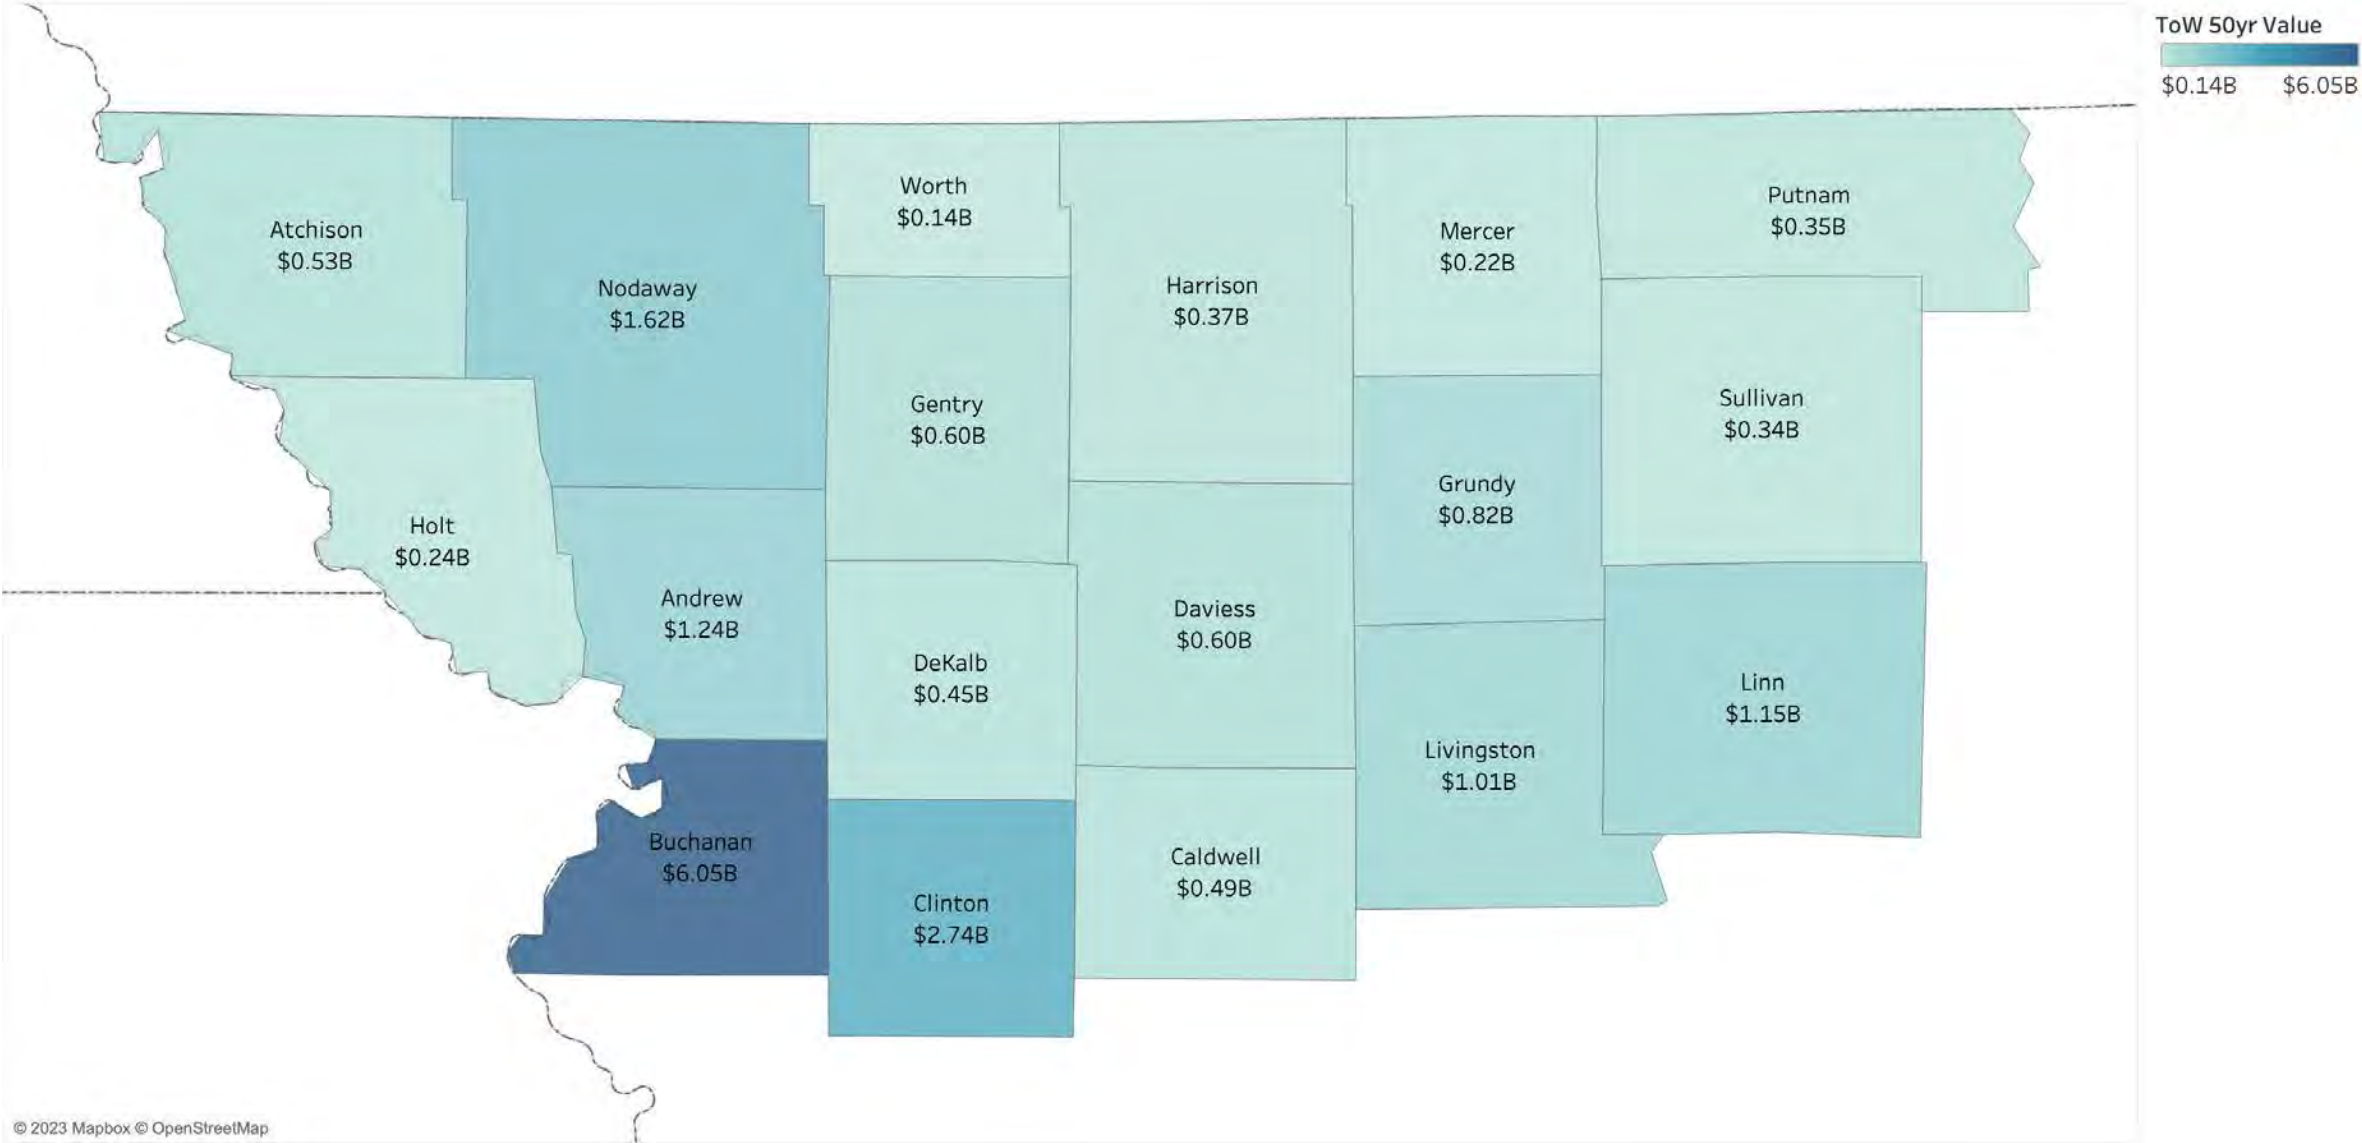 ToW 50yr Value
$0.14B $6.05B
Worth
$0.14B
Putnam
$0.35B
Atchison
$0.53B
Mercer
$0.22B
Nodaway
$1.62B
Harrison
$0.37B
Gentry
$0.60B
Sullivan
$0.34B
Grundy
$0.82B
Holt
$0.24B
Andrew
$1.24B
Daviess
$0.60B
DeKalb
$0.45B
Linn
$1.15B
Livingston
$1.01B
Buchanan
$6.05B
Caldwell
$0.49B
Clinton
$2.74B
© 2023 Mapbox © OpenStreetMap